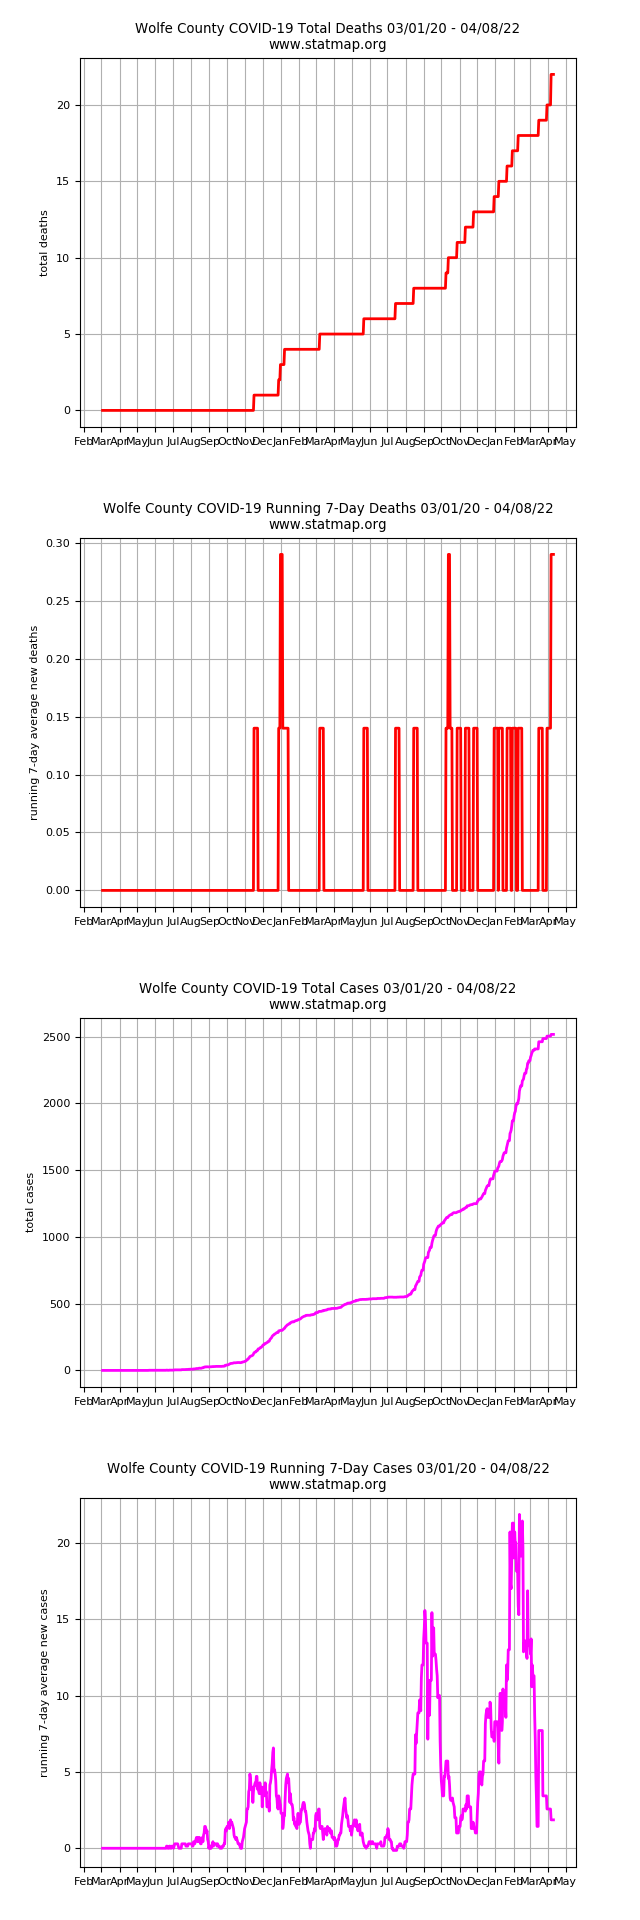 Wolfe County COVID-19 Total Deaths 03/01/20 - 04/08/22
www.statmap.org
total deaths
20
15
10
5
0
Feb Mar Apr May Jun Jul Aug Sep Oct Nov Dec Jan Feb Mar Apr May Jun Jul Aug Sep Oct Nov Dec Jan Feb Mar Apr May
Wolfe County COVID-19 Running 7-Day Deaths 03/01/20 - 04/08/22
www.statmap.org
running 7-day average new deaths
0.30
0.25
0.20
0.15
0.10
0.05
0.00
Feb Mar Apr May Jun Jul Aug Sep Oct Nov Dec Jan Feb Mar Apr May Jun Jul Aug Sep Oct Nov Dec Jan Feb Mar Apr May
Wolfe County COVID-19 Total Cases 03/01/20 - 04/08/22
www.statmap.org
total cases
2500
2000
1500
1000
500
0
Feb Mar Apr May Jun Jul Aug Sep Oct Nov Dec Jan Feb Mar Apr May Jun Jul Aug Sep Oct Nov Dec Jan Feb Mar Apr May
Wolfe County COVID-19 Running 7-Day Cases 03/01/20 - 04/08/22
www.statmap.org
running 7-day average new cases
20
15
10
5
0
Feb Mar Apr May Jun Jul Aug Sep Oct Nov Dec Jan Feb Mar Apr May Jun Jul Aug Sep Oct Nov Dec Jan Feb Mar Apr May